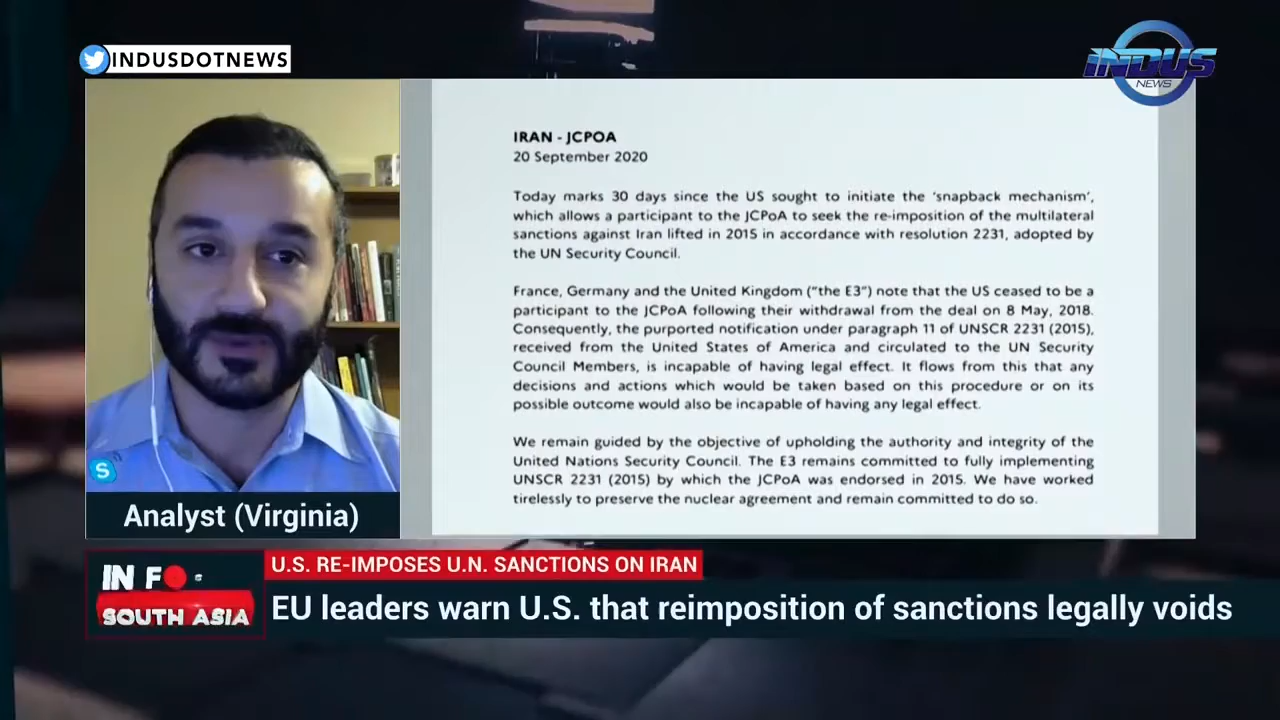 INDUSDOTNEWS
INDUS
NEWS
IRAN - JCPOA
20 September 2020
Today marks 30 days since the US sought to initiate the 'snapback mechanism',
which allows a participant to the JCPoA to seek the re-imposition of the multilateral
sanctions against Iran lifted in 2015 in accordance with resolution 2231, adopted by
the UN Security Council.
France, Germany and the United Kingdom ("the E3") note that the US ceased to be a
participant to the JCPoA following their withdrawal from the deal on 8 May, 2018.
Consequently, the purported notification under paragraph 11 of UNSCR 2231 (2015),
received from the United States of America and circulated to the UN Security
Council Members, is incapable of having legal effect. It flows from this that any
decisions and actions which would be taken based on this procedure or on its
possible outcome would also be incapable of having any legal effect.
We remain guided by the objective of upholding the authority and integrity of the
United Nations Security Council. The E3 remains committed to fully implementing
UNSCR 2231 (2015) by which the JCPoA was endorsed in 2015. We have worked
tirelessly to preserve the nuclear agreement and remain committed to do so.
S
Analyst (Virginia)
IN FO
SOUTH ASIA
U.S. RE-IMPOSES U.N. SANCTIONS ON IRAN
EU leaders warn U.S. that reimposition of sanctions legally voids